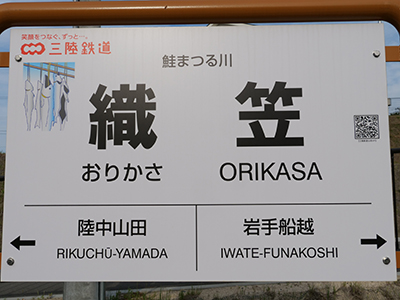 笑顔をつなぐ、ずっと…。
三陸鉄道
鮭まつる川
織笠
おりかさ ORIKASA
陸中山田 岩手船越
RIKUCHŪ-YAMADA IWATE-FUNAKOSHI